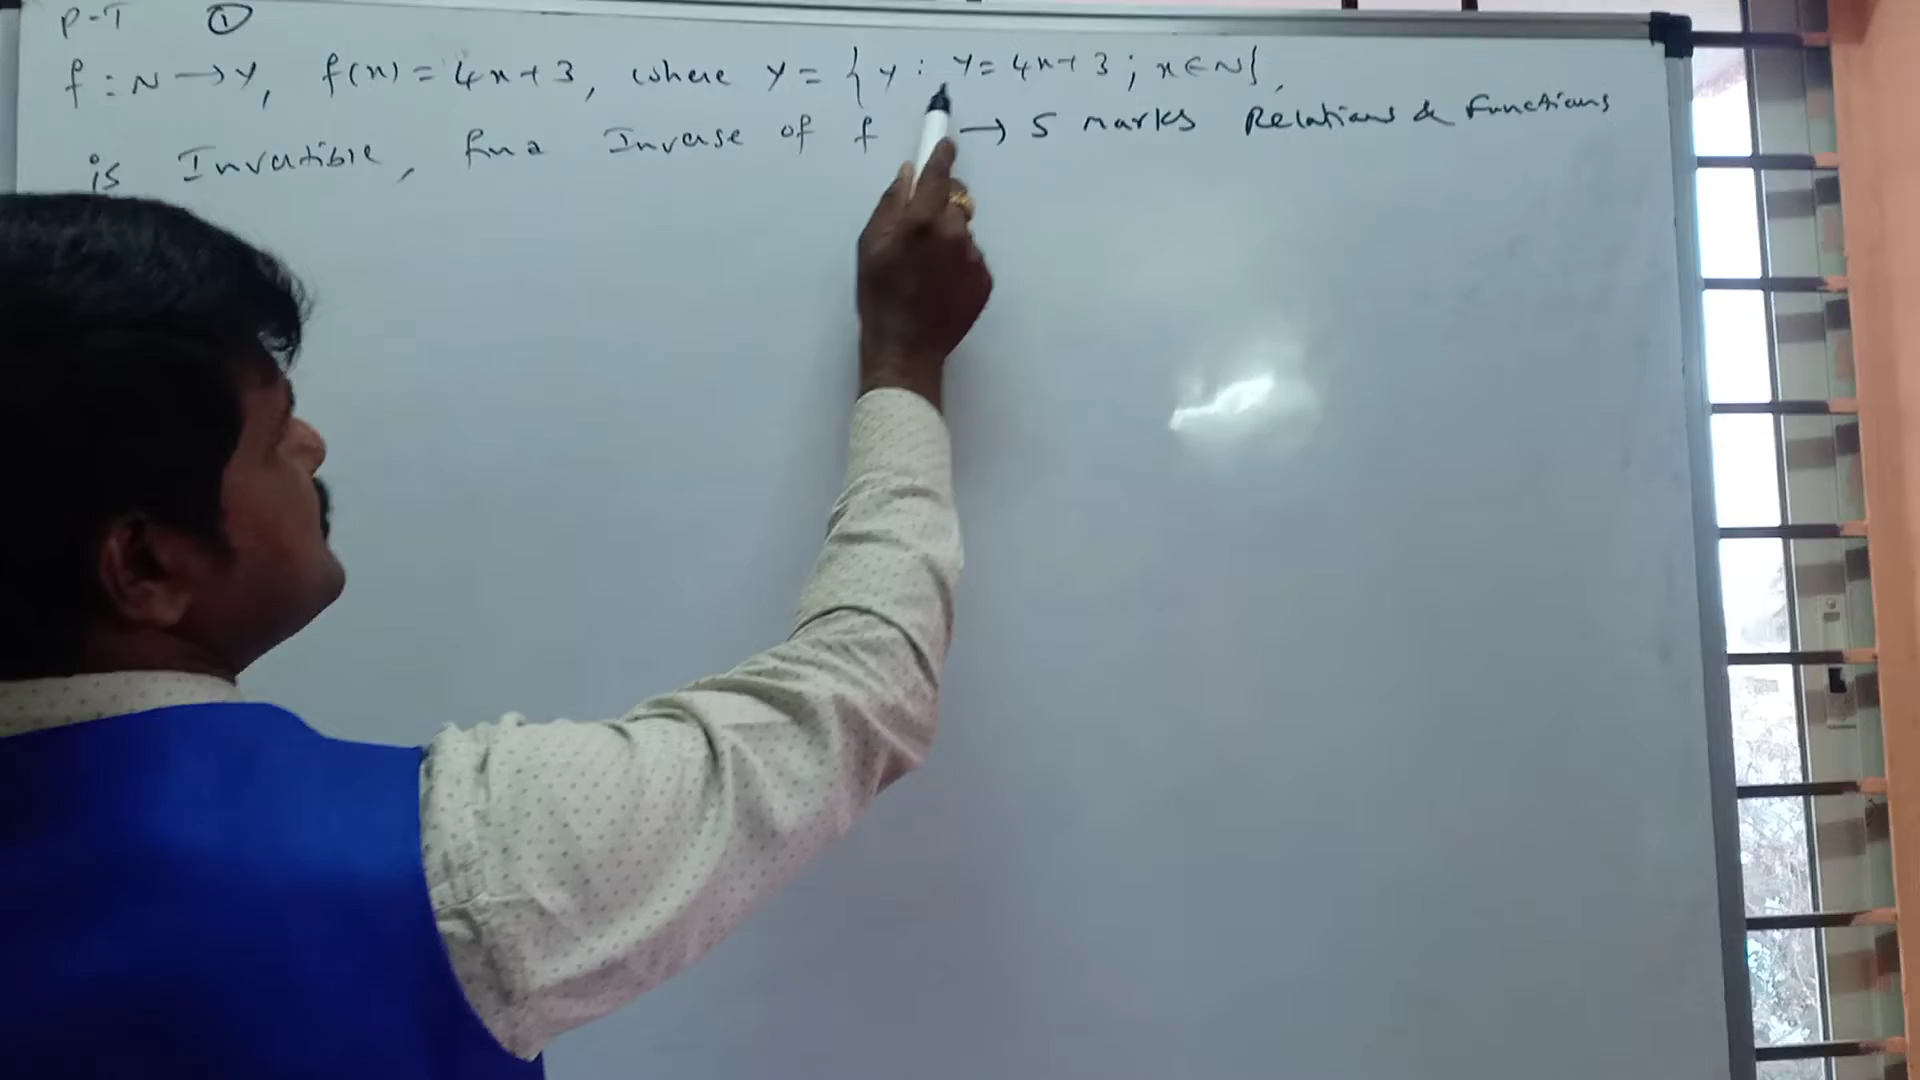 P.T ①
f : N → Y, f(x) = 4x+3, where Y = { y : y = 4x+3 ; x ∈ N },
is Invertible, find Inverse of f → 5 marks Relations & Functions